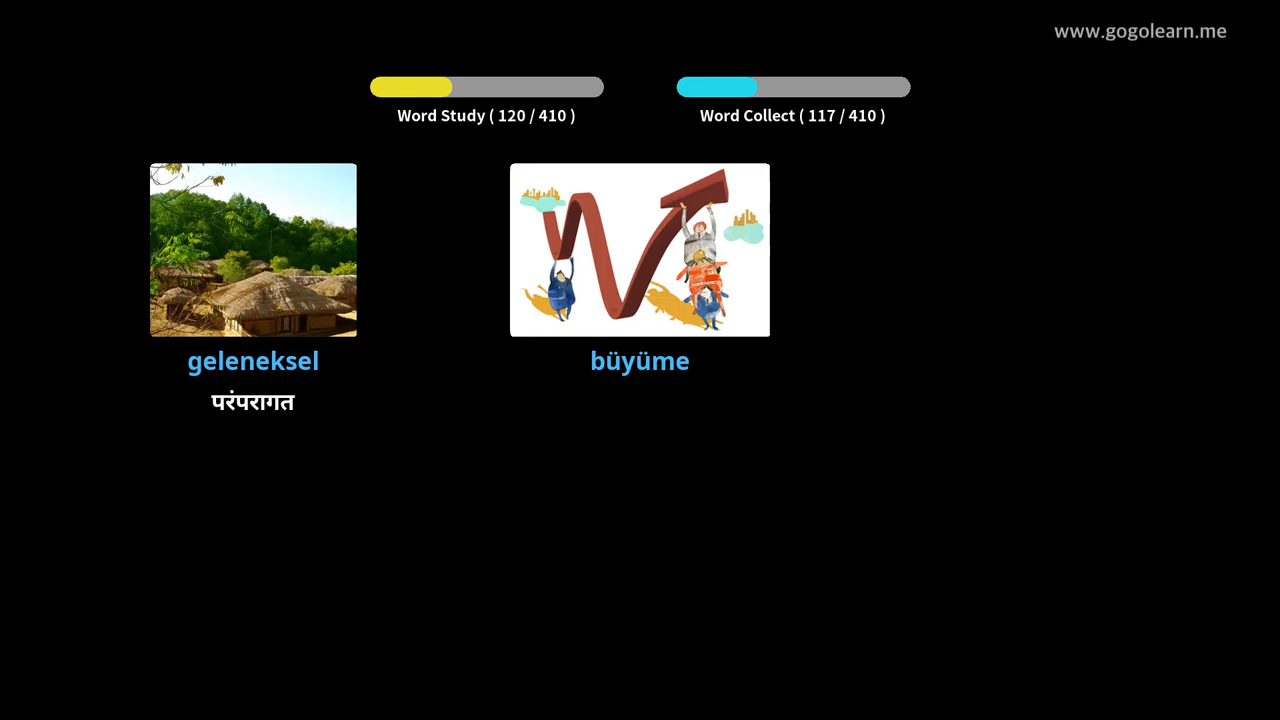 www.gogolearn.me
Word Study ( 120 / 410 )
Word Collect ( 117 / 410 )
geleneksel
परंपरागत
büyüme